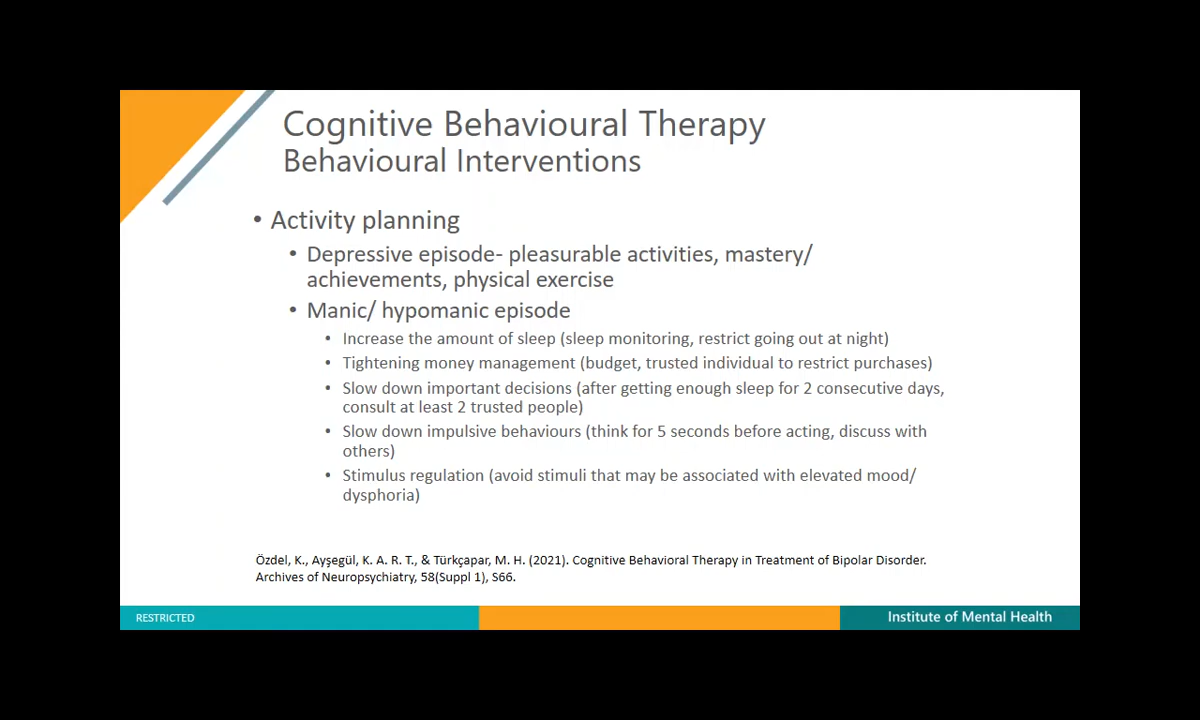 Cognitive Behavioural Therapy
Behavioural Interventions
• Activity planning
• Depressive episode- pleasurable activities, mastery/
achievements, physical exercise
• Manic/ hypomanic episode
• Increase the amount of sleep (sleep monitoring, restrict going out at night)
• Tightening money management (budget, trusted individual to restrict purchases)
• Slow down important decisions (after getting enough sleep for 2 consecutive days,
consult at least 2 trusted people)
• Slow down impulsive behaviours (think for 5 seconds before acting, discuss with
others)
• Stimulus regulation (avoid stimuli that may be associated with elevated mood/
dysphoria)
Özdel, K., Ayşegül, K. A. R. T., & Türkçapar, M. H. (2021). Cognitive Behavioral Therapy in Treatment of Bipolar Disorder.
Archives of Neuropsychiatry, 58(Suppl 1), S66.
RESTRICTED
Institute of Mental Health